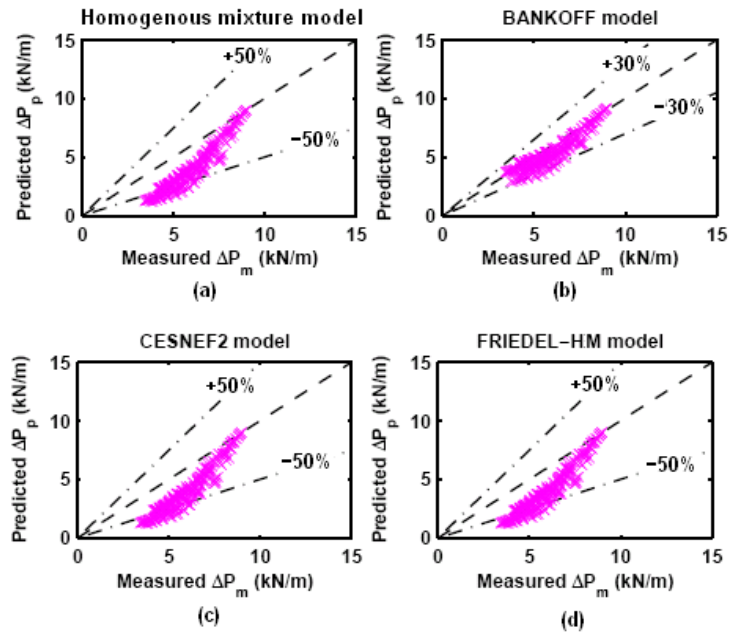 Homogenous mixture model
15
10
5
0
0
5
10
15
+50%
−50%
Predicted ΔP_p (kN/m)
Measured ΔP_m (kN/m)
(a)
BANKOFF model
15
10
5
0
0
5
10
15
+30%
−30%
Predicted ΔP_p (kN/m)
Measured ΔP_m (kN/m)
(b)
CESNEF2 model
15
10
5
0
0
5
10
15
+50%
−50%
Predicted ΔP_p (kN/m)
Measured ΔP_m (kN/m)
(c)
FRIEDEL−HM model
15
10
5
0
0
5
10
15
+50%
−50%
Predicted ΔP_p (kN/m)
Measured ΔP_m (kN/m)
(d)